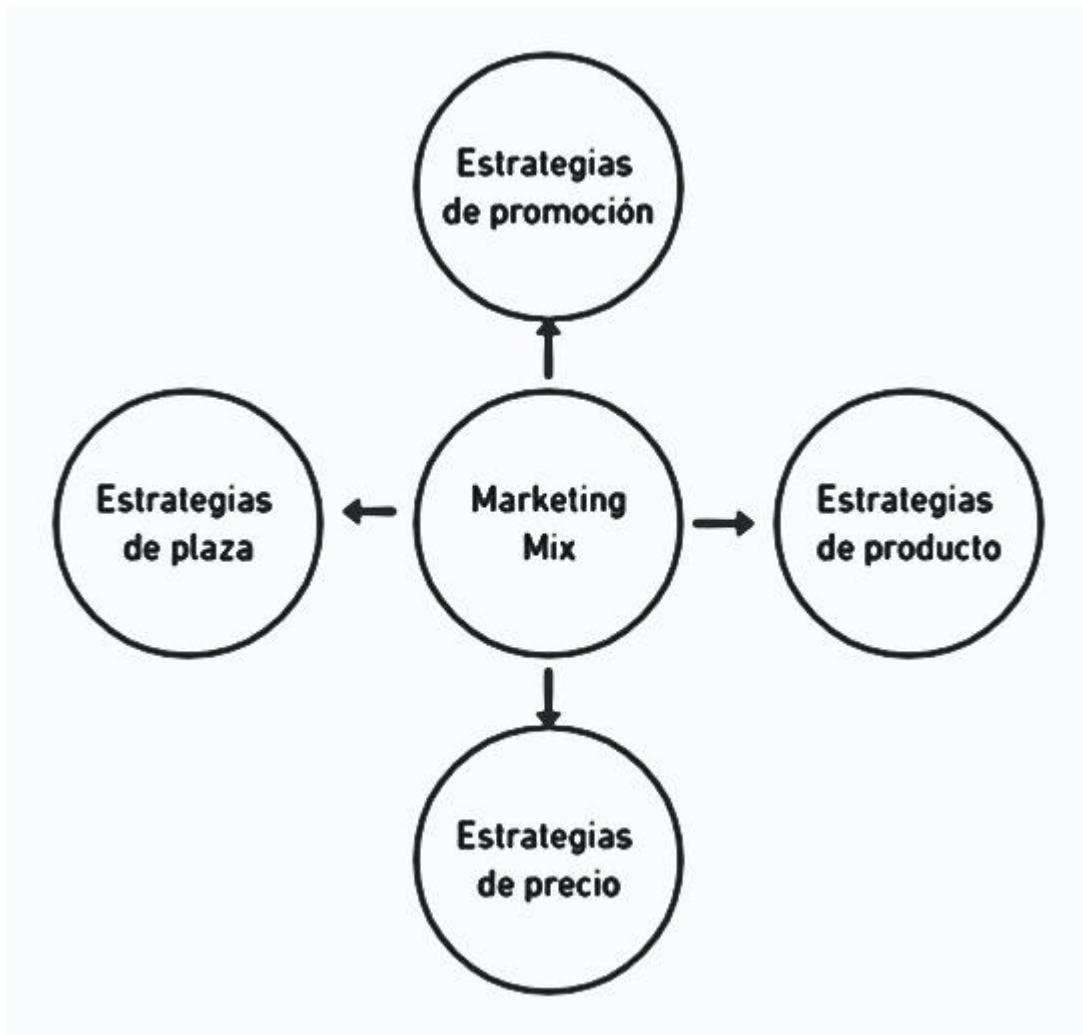 Estrategias
de promoción
Estrategias
de plaza
Marketing
Mix
Estrategias
de producto
Estrategias
de precio